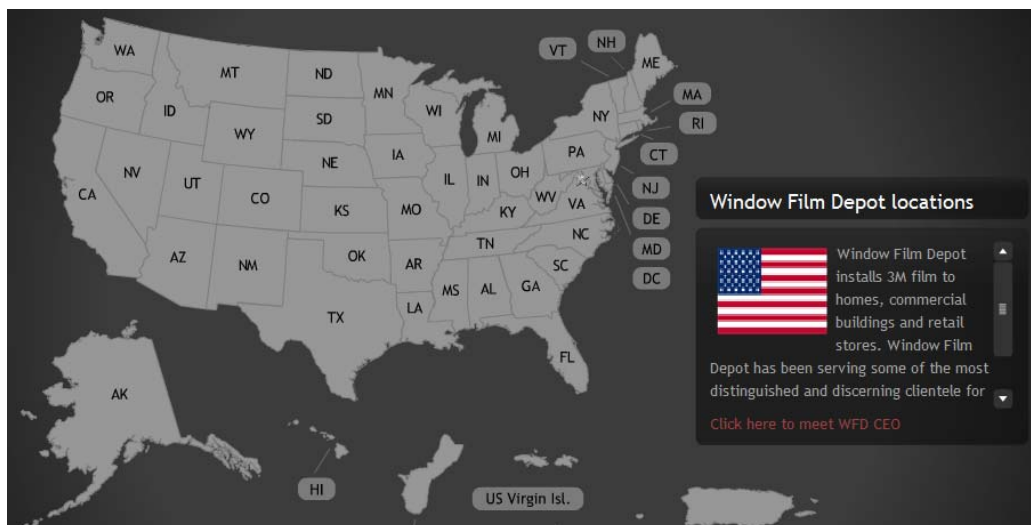 WA
MT
ND
MN
VT
NH
ME
OR
ID
SD
WI
MI
NY
MA
RI
WY
NE
IA
PA
CT
NV
UT
CO
IL
IN
OH
NJ
CA
KS
MO
KY
WV
VA
DE
AZ
NM
OK
AR
TN
NC
MD
SC
DC
MS
AL
GA
LA
TX
FL
AK
HI
US Virgin Isl.
Window Film Depot locations
Window Film Depot
installs 3M film to
homes, commercial
buildings and retail
stores. Window Film
Depot has been serving some of the most
distinguished and discerning clientele for
Click here to meet WFD CEO